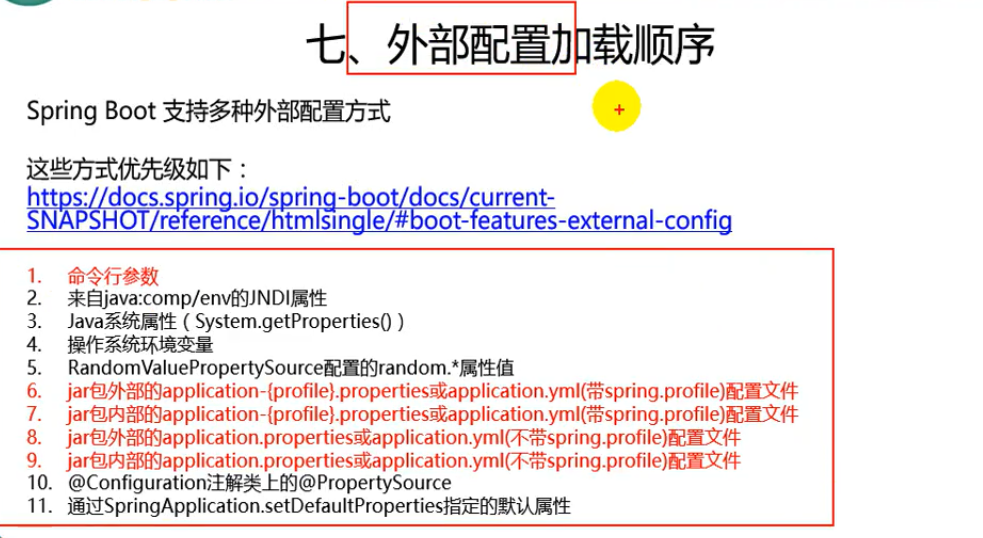 七、外部配置加载顺序
Spring Boot 支持多种外部配置方式
这些方式优先级如下：
https://docs.spring.io/spring-boot/docs/current-
SNAPSHOT/reference/htmlsingle/#boot-features-external-config
1. 命令行参数
2. 来自java:comp/env的JNDI属性
3. Java系统属性（System.getProperties()）
4. 操作系统环境变量
5. RandomValuePropertySource配置的random.*属性值
6. jar包外部的application-{profile}.properties或application.yml(带spring.profile)配置文件
7. jar包内部的application-{profile}.properties或application.yml(带spring.profile)配置文件
8. jar包外部的application.properties或application.yml(不带spring.profile)配置文件
9. jar包内部的application.properties或application.yml(不带spring.profile)配置文件
10. @Configuration注解类上的@PropertySource
11. 通过SpringApplication.setDefaultProperties指定的默认属性